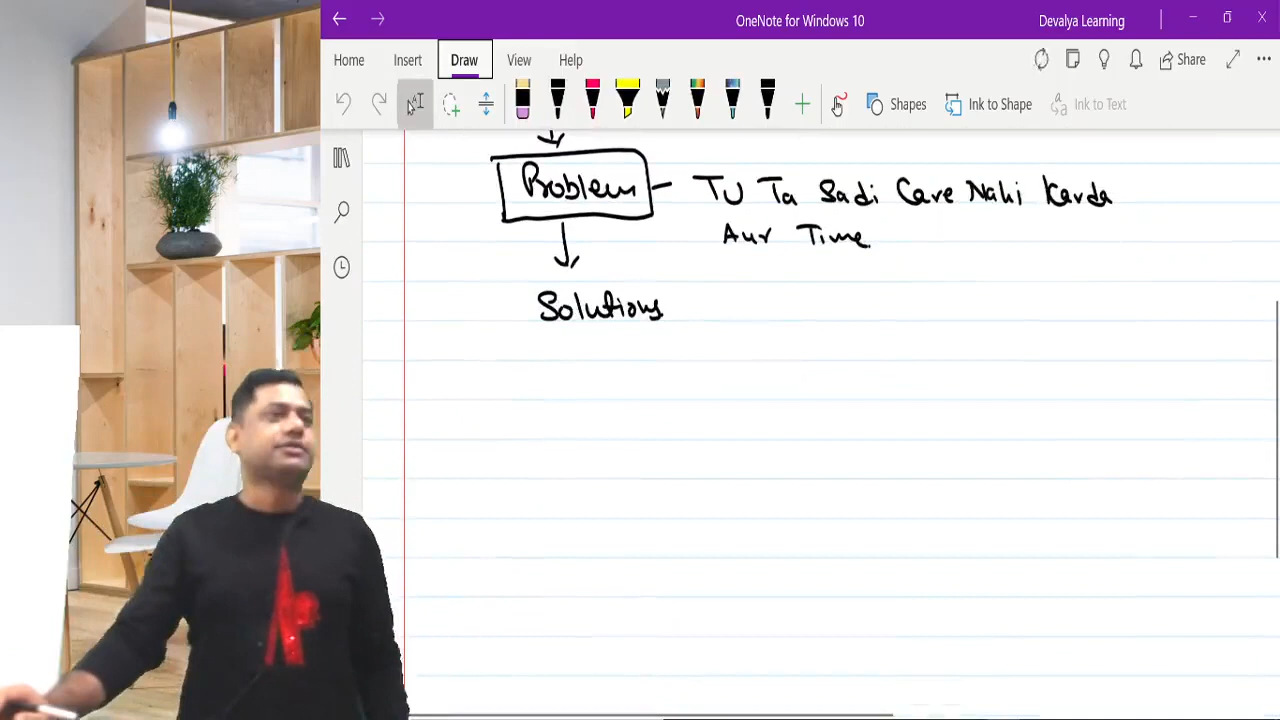 OneNote for Windows 10
Devalya Learning
Home Insert Draw View Help
Share
Shapes Ink to Shape Ink to Text
Problem - TU Ta Sadi Care Nahi Karda
Aur Time
Solutions